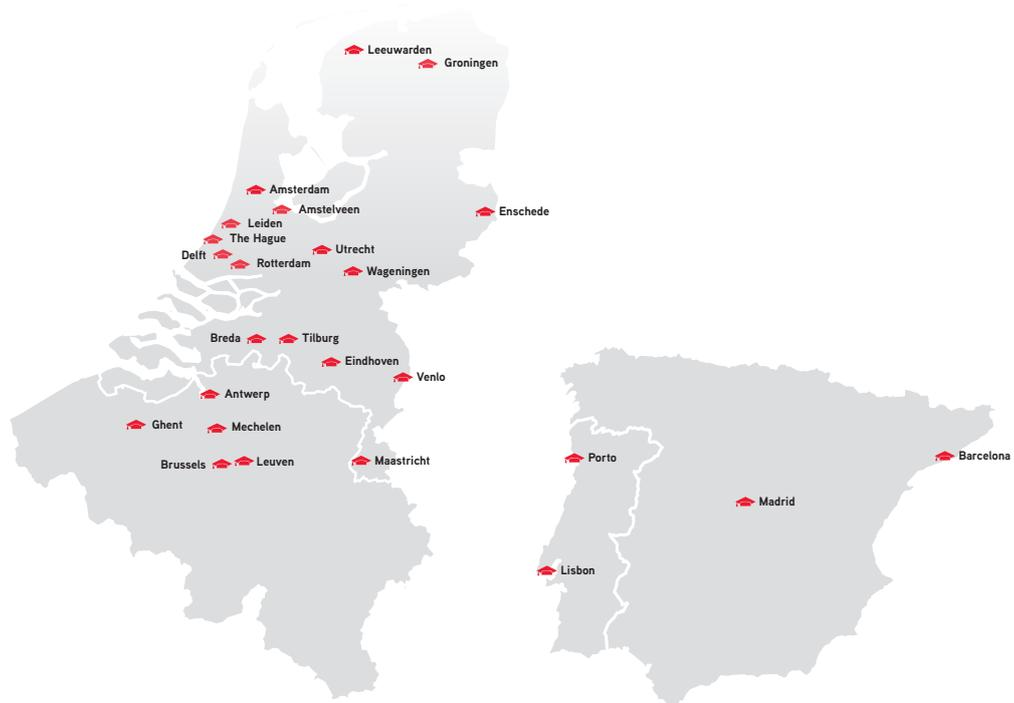 Leeuwarden
Groningen
Amsterdam
Amstelveen
Enschede
Leiden
The Hague
Utrecht
Delft
Rotterdam
Wageningen
Breda
Tilburg
Eindhoven
Venlo
Antwerp
Ghent
Mechelen
Brussels
Leuven
Maastricht
Porto
Barcelona
Madrid
Lisbon